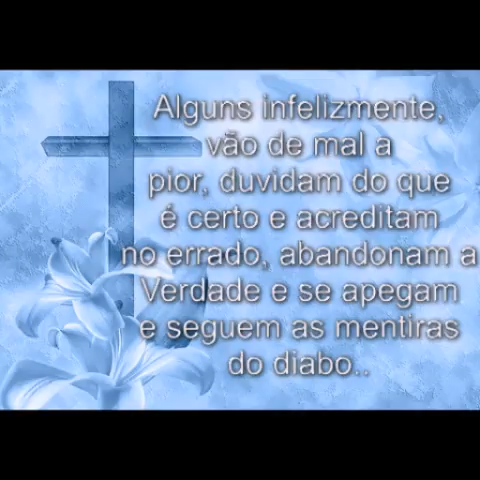 Alguns infelizmente,
vão de mal a
pior, duvidam do que
é certo e acreditam
no errado, abandonam a
Verdade e se apegam
e seguem as mentiras
do diabo..